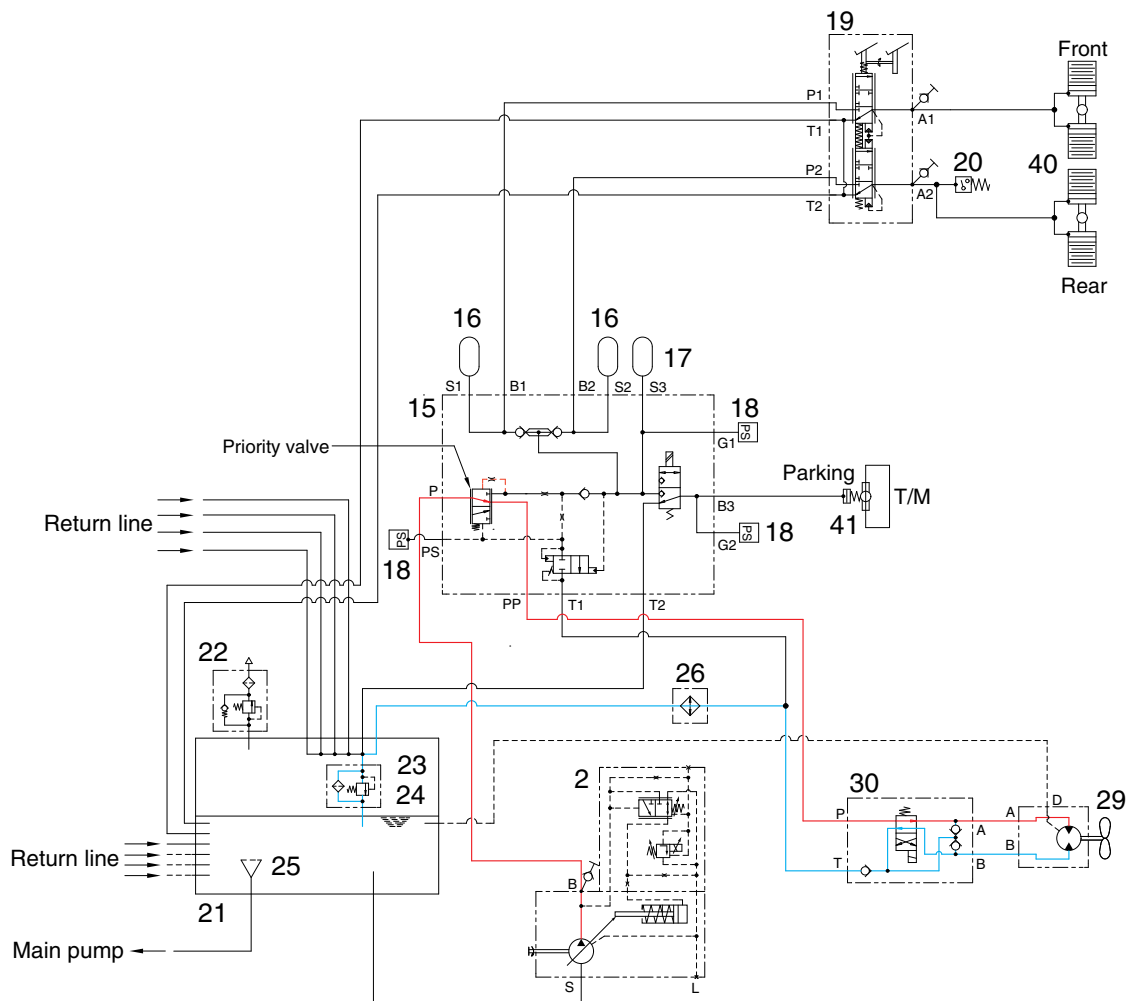 19
Front
P1
A1
T1
20
40
P2
A2
T2
Rear
16
16
17
S1
B1
B2
S2
S3
15
18
PS
G1
Priority valve
Parking
P
T/M
B3
Return line
41
PS
PS
G2
18
18
PS
PP
T1
T2
22
26
23
2
24
30
D
29
P
A
A
Return line
B
B
T
25
B
21
Main pump
S
L